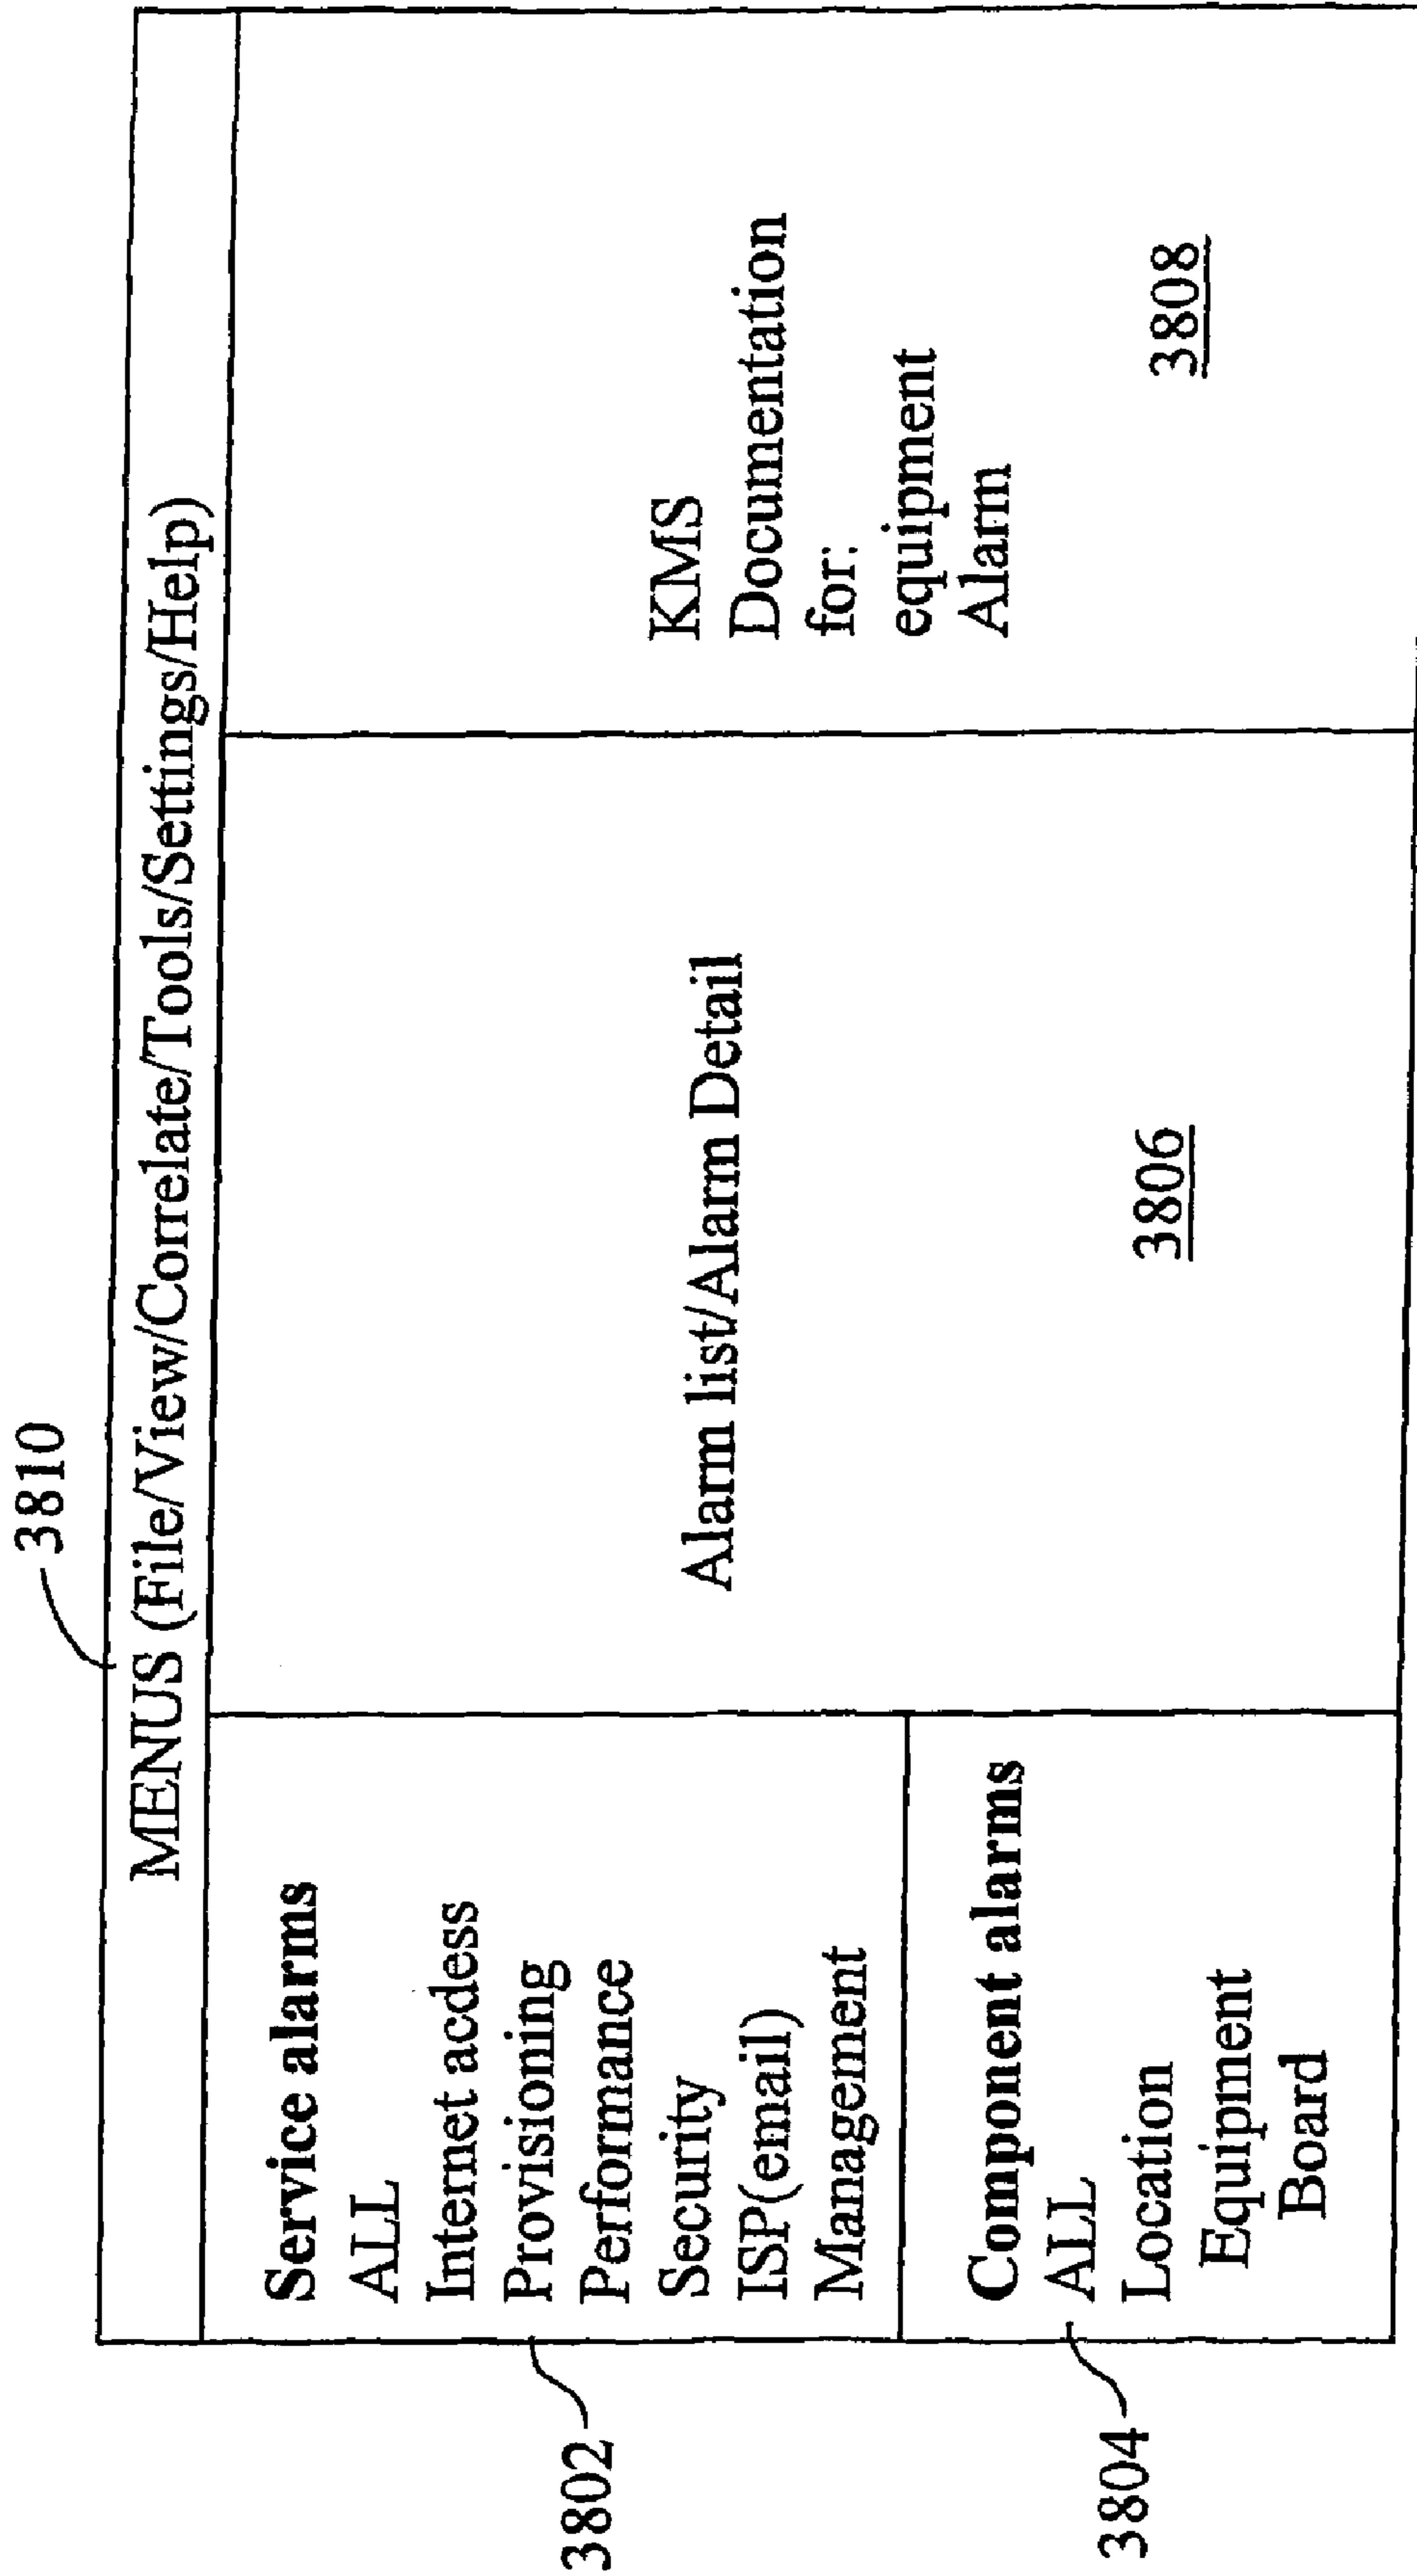 3810
MENUS (File/View/Correlate/Tools/Settings/Help)
Service alarms
ALL
Internet acdess
Provisioning
Performance
Security
ISP(email)
Management
3802
Component alarms
ALL
Location
Equipment
Board
3804
Alarm list/Alarm Detail
3806
KMS
Documentation
for:
equipment
Alarm
3808